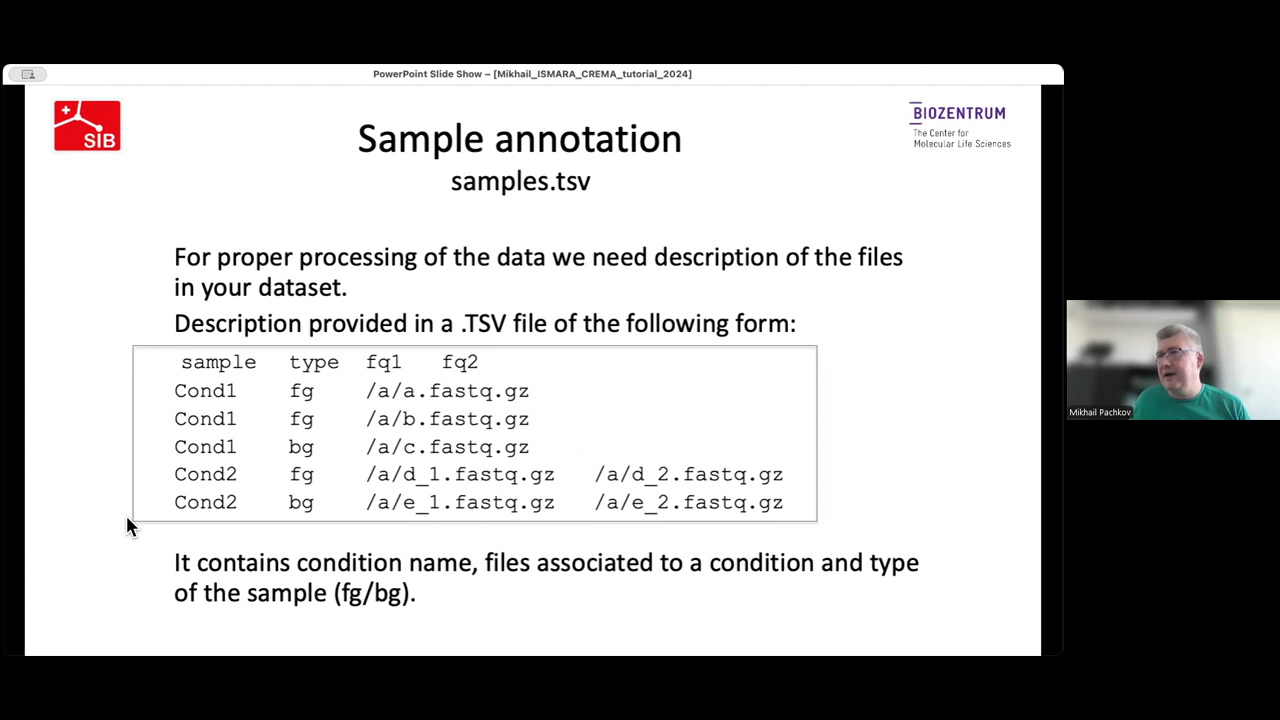 PowerPoint Slide Show – [Mikhail_ISMARA_CREMA_tutorial_2024]
SIB
BIOZENTRUM
The Center for
Molecular Life Sciences
Sample annotation
samples.tsv
For proper processing of the data we need description of the files
in your dataset.
Description provided in a .TSV file of the following form:
sample type fq1 fq2
Cond1 fg /a/a.fastq.gz
Cond1 fg /a/b.fastq.gz
Cond1 bg /a/c.fastq.gz
Cond2 fg /a/d_1.fastq.gz /a/d_2.fastq.gz
Cond2 bg /a/e_1.fastq.gz /a/e_2.fastq.gz
It contains condition name, files associated to a condition and type
of the sample (fg/bg).
Mikhail Pachkov